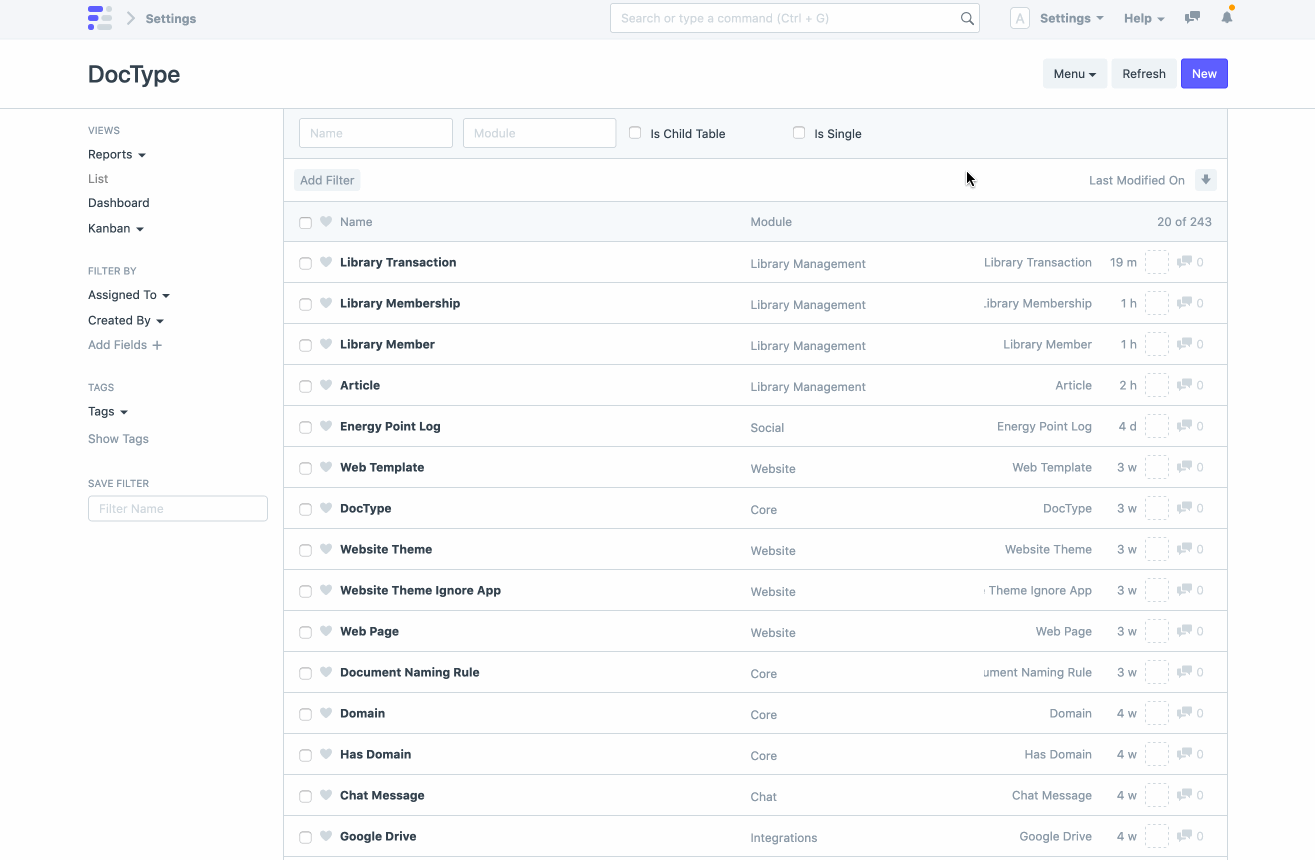 Settings
Search or type a command (Ctrl + G)
A
Settings
Help
DocType
Menu
Refresh
New
VIEWS
Reports
List
Dashboard
Kanban
FILTER BY
Assigned To
Created By
Add Fields +
TAGS
Tags
Show Tags
SAVE FILTER
Filter Name
Name Module Is Child Table Is Single
Add Filter Last Modified On
Name Module 20 of 243
Library Transaction Library Management Library Transaction 19 m 0
Library Membership Library Management ibrary Membership 1 h 0
Library Member Library Management Library Member 1 h 0
Article Library Management Article 2 h 0
Energy Point Log Social Energy Point Log 4 d 0
Web Template Website Web Template 3 w 0
DocType Core DocType 3 w 0
Website Theme Website Website Theme 3 w 0
Website Theme Ignore App Website Theme Ignore App 3 w 0
Web Page Website Web Page 3 w 0
Document Naming Rule Core ument Naming Rule 3 w 0
Domain Core Domain 4 w 0
Has Domain Core Has Domain 4 w 0
Chat Message Chat Chat Message 4 w 0
Google Drive Integrations Google Drive 4 w 0